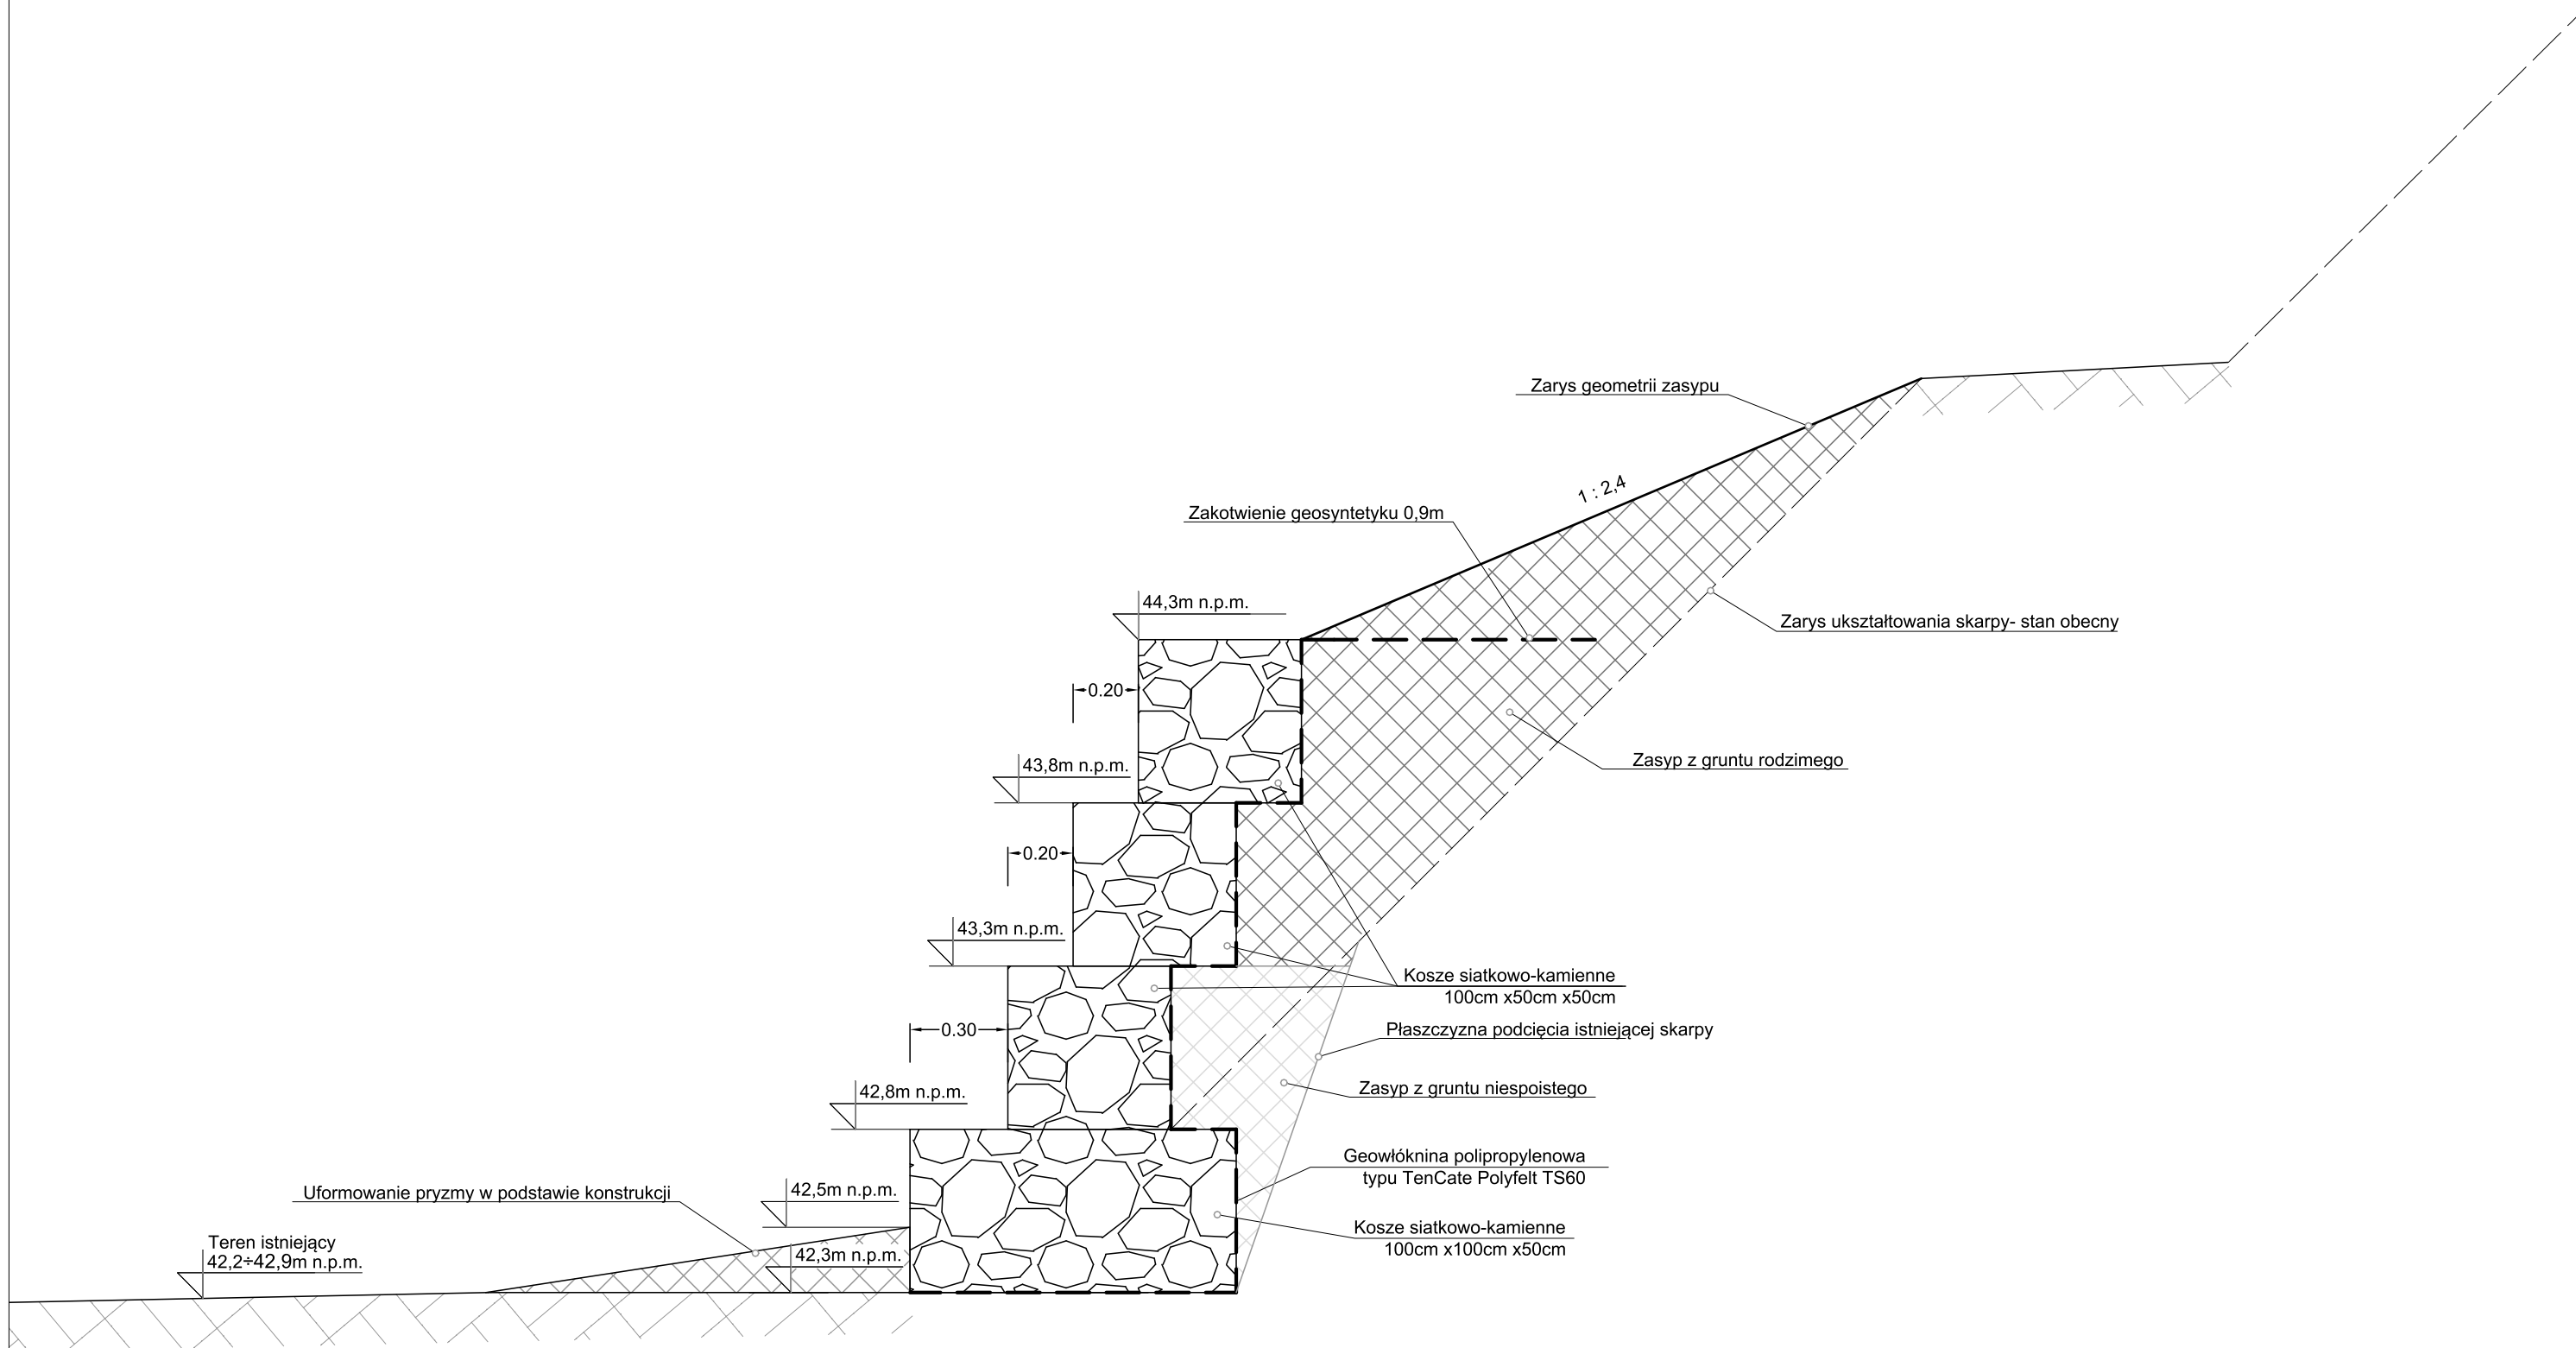 Zarys geometrii zasypu
1 : 2,4
Zakotwienie geosyntetyku 0,9m
44,3m n.p.m.
Zarys ukształtowania skarpy- stan obecny
0.20
Zasyp z gruntu rodzimego
43,8m n.p.m.
0.20
43,3m n.p.m.
Kosze siatkowo-kamienne
100cm x50cm x50cm
0.30
Płaszczyzna podcięcia istniejącej skarpy
42,8m n.p.m.
Zasyp z gruntu niespoistego
Geowłóknina polipropylenowa
typu TenCate Polyfelt TS60
Uformowanie pryzmy w podstawie konstrukcji
42,5m n.p.m.
Kosze siatkowo-kamienne
100cm x100cm x50cm
Teren istniejący
42,2÷42,9m n.p.m.
42,3m n.p.m.